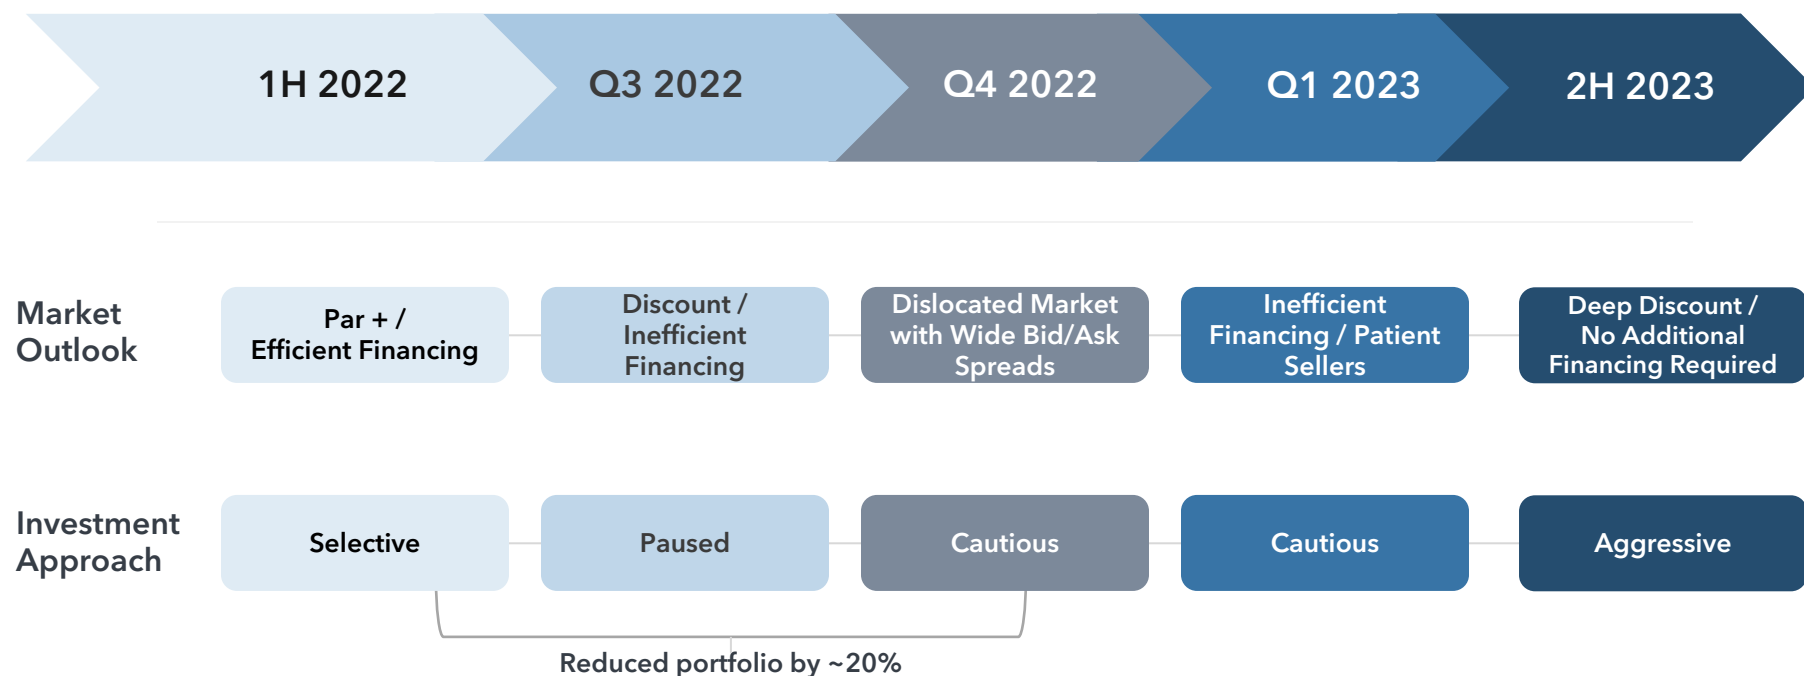 1H 2022
Q3 2022
Q4 2022
Q1 2023
2H 2023
Market
Outlook
Par + /
Efficient Financing
Discount /
Inefficient
Financing
Dislocated Market
with Wide Bid/Ask
Spreads
Inefficient
Financing / Patient
Sellers
Deep Discount /
No Additional
Financing Required
Investment
Approach
Selective
Paused
Cautious
Cautious
Aggressive
Reduced portfolio by ~20%